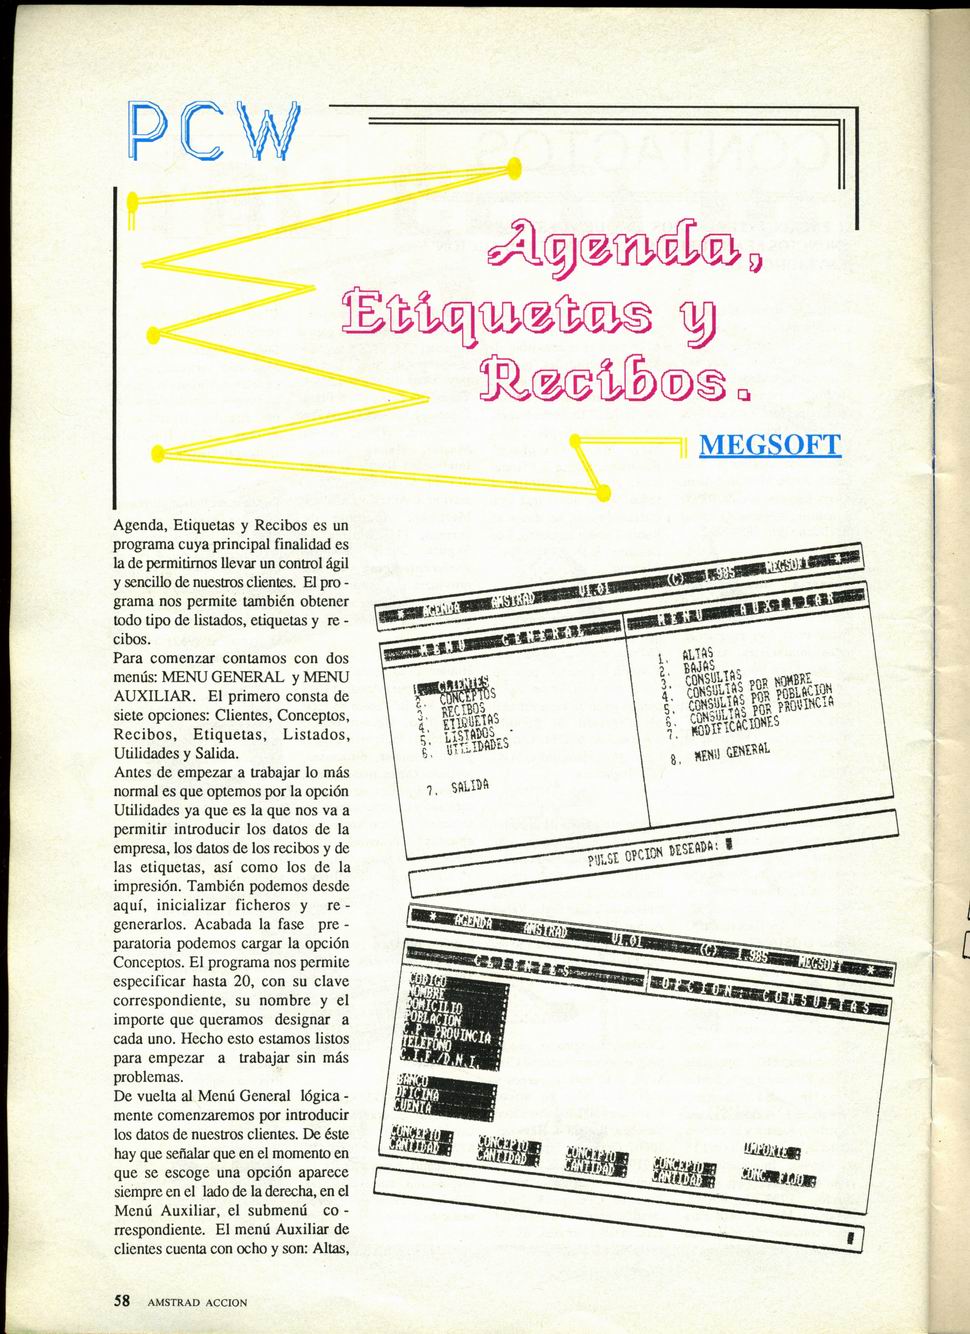 PCW
Agenda,
Etiquetas y
Recibos.
MEGSOFT
Agenda, Etiquetas y Recibos es un
programa cuya principal finalidad es
la de permitirnos llevar un control ágil
y sencillo de nuestros clientes. El pro -
grama nos permite también obtener
todo tipo de listados, etiquetas y re -
cibos.
Para comenzar contamos con dos
menús: MENU GENERAL y MENU
AUXILIAR. El primero consta de
siete opciones: Clientes, Conceptos,
Recibos, Etiquetas, Listados,
Utilidades y Salida.
Antes de empezar a trabajar lo más
normal es que optemos por la opción
Utilidades ya que es la que nos va a
permitir introducir los datos de la
empresa, los datos de los recibos y de
las etiquetas, así como los de la
impresión. También podemos desde
aquí, inicializar ficheros y re -
generarlos. Acabada la fase pre -
paratoria podemos cargar la opción
Conceptos. El programa nos permite
especificar hasta 20, con su clave
correspondiente, su nombre y el
importe que queramos designar a
cada uno. Hecho esto estamos listos
para empezar a trabajar sin más
problemas.
De vuelta al Menú General lógica -
mente comenzaremos por introducir
los datos de nuestros clientes. De éste
hay que señalar que en el momento en
que se escoge una opción aparece
siempre en el lado de la derecha, en el
Menú Auxiliar, el submenú co -
rrespondiente. El menú Auxiliar de
clientes cuenta con ocho y son: Altas,
* AGENDA AMSTRAD V1.01 (C) 1.985 MEGSOFT *
MENU GENERAL
1. CLIENTES
2. CONCEPTOS
3. RECIBOS
4. ETIQUETAS
5. LISTADOS
6. UTILIDADES
7. SALIDA
MENU AUXILIAR
1. ALTAS
2. BAJAS
3. CONSULTAS
4. CONSULTAS POR NOMBRE
5. CONSULTAS POR POBLACION
6. CONSULTAS POR PROVINCIA
7. MODIFICACIONES
8. MENU GENERAL
PULSE OPCION DESEADA:
* AGENDA AMSTRAD V1.01 (C) 1.985 MEGSOFT *
CLIENTES
OPCION: CONSULTAS
CODIGO :
NOMBRE :
DOMICILIO :
POBLACION :
C.P. PROVINCIA :
TELEFONO :
C.I.F./D.N.I. :
BANCO :
OFICINA :
CUENTA :
CONCEPTO : CONCEPTO : CONCEPTO : CONCEPTO : IMPORTE :
CANTIDAD : CANTIDAD : CANTIDAD : CANTIDAD : CONC. FIJO :
58 AMSTRAD ACCION